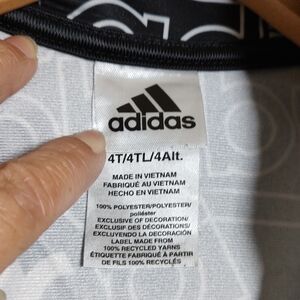 adidas
4T/4TL/4Alt.
MADE IN VIETNAM
FABRIQUÉ AU VIETNAM
HECHO EN VIETNAM
100% POLYESTER/POLYESTER/
poliéster
EXCLUSIVE OF DECORATION/
EXCLUSIF DES DÉCORATIONS/
EXCLUYENDO LA DECORACIÓN
LABEL MADE FROM
100% RECYCLED YARNS
ÉTIQUETTE FABRIQUÉ À PARTIR
DE FILS 100% RECYCLÉS